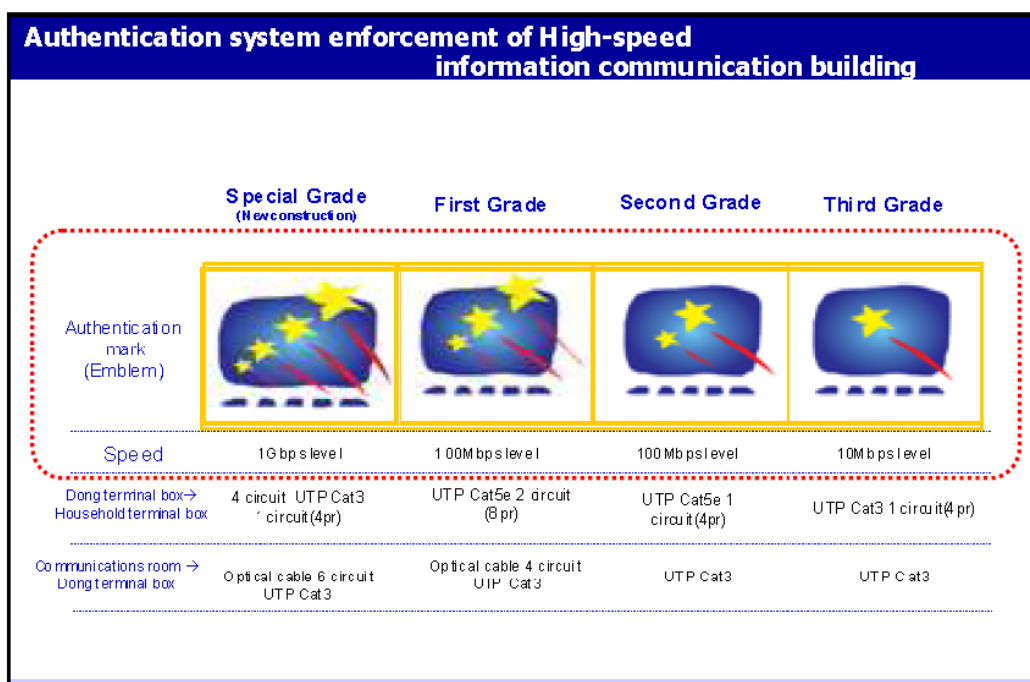 Authentication system enforcement of High-speed
information communication building
Special Grade
(New construction)
First Grade
Second Grade
Third Grade
Authentication
mark
(Emblem)
Speed
1Gbps level
100Mbps level
100Mbps level
10Mbps level
Dong terminal box→
Household terminal box
4 circuit UTP Cat3
1 circuit(4pr)
UTP Cat5e 2 circuit
(8pr)
UTP Cat5e 1
circuit(4pr)
UTP Cat3 1 circuit(4pr)
Communications room →
Dong terminal box
Optical cable 6 circuit
UTP Cat3
Optical cable 4 circuit
UTP Cat3
UTP Cat3
UTP Cat3